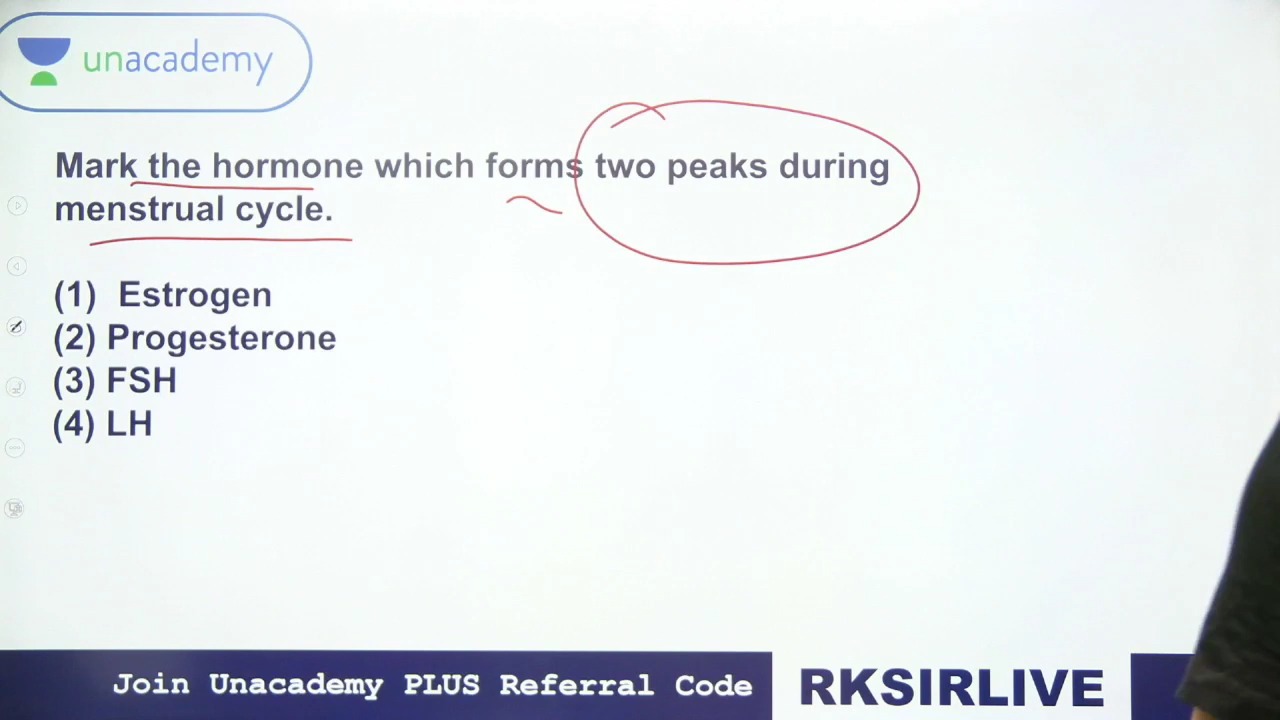 unacademy
Mark the hormone which forms two peaks during
menstrual cycle.
(1) Estrogen
(2) Progesterone
(3) FSH
(4) LH
Join Unacademy PLUS Referral Code
RKSIRLIVE